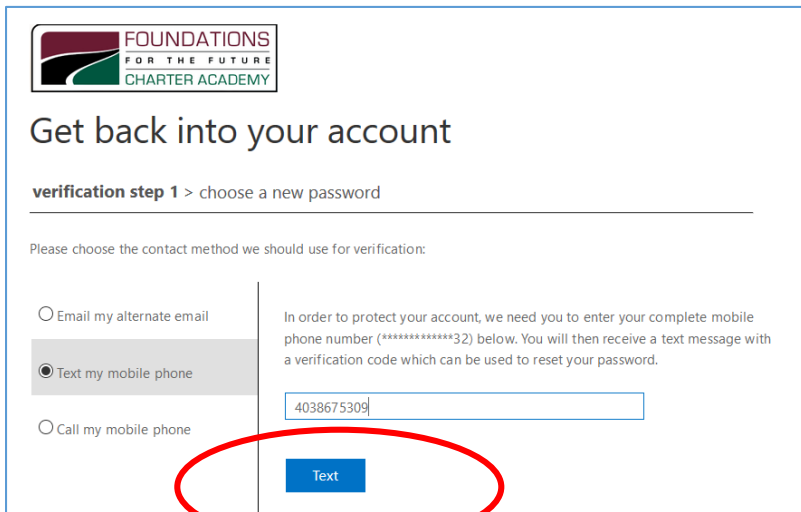 FOUNDATIONS
FOR THE FUTURE
CHARTER ACADEMY
Get back into your account
verification step 1 > choose a new password
Please choose the contact method we should use for verification:
Email my alternate email
Text my mobile phone
Call my mobile phone
In order to protect your account, we need you to enter your complete mobile
phone number (*************32) below. You will then receive a text message with
a verification code which can be used to reset your password.
4038675309
Text